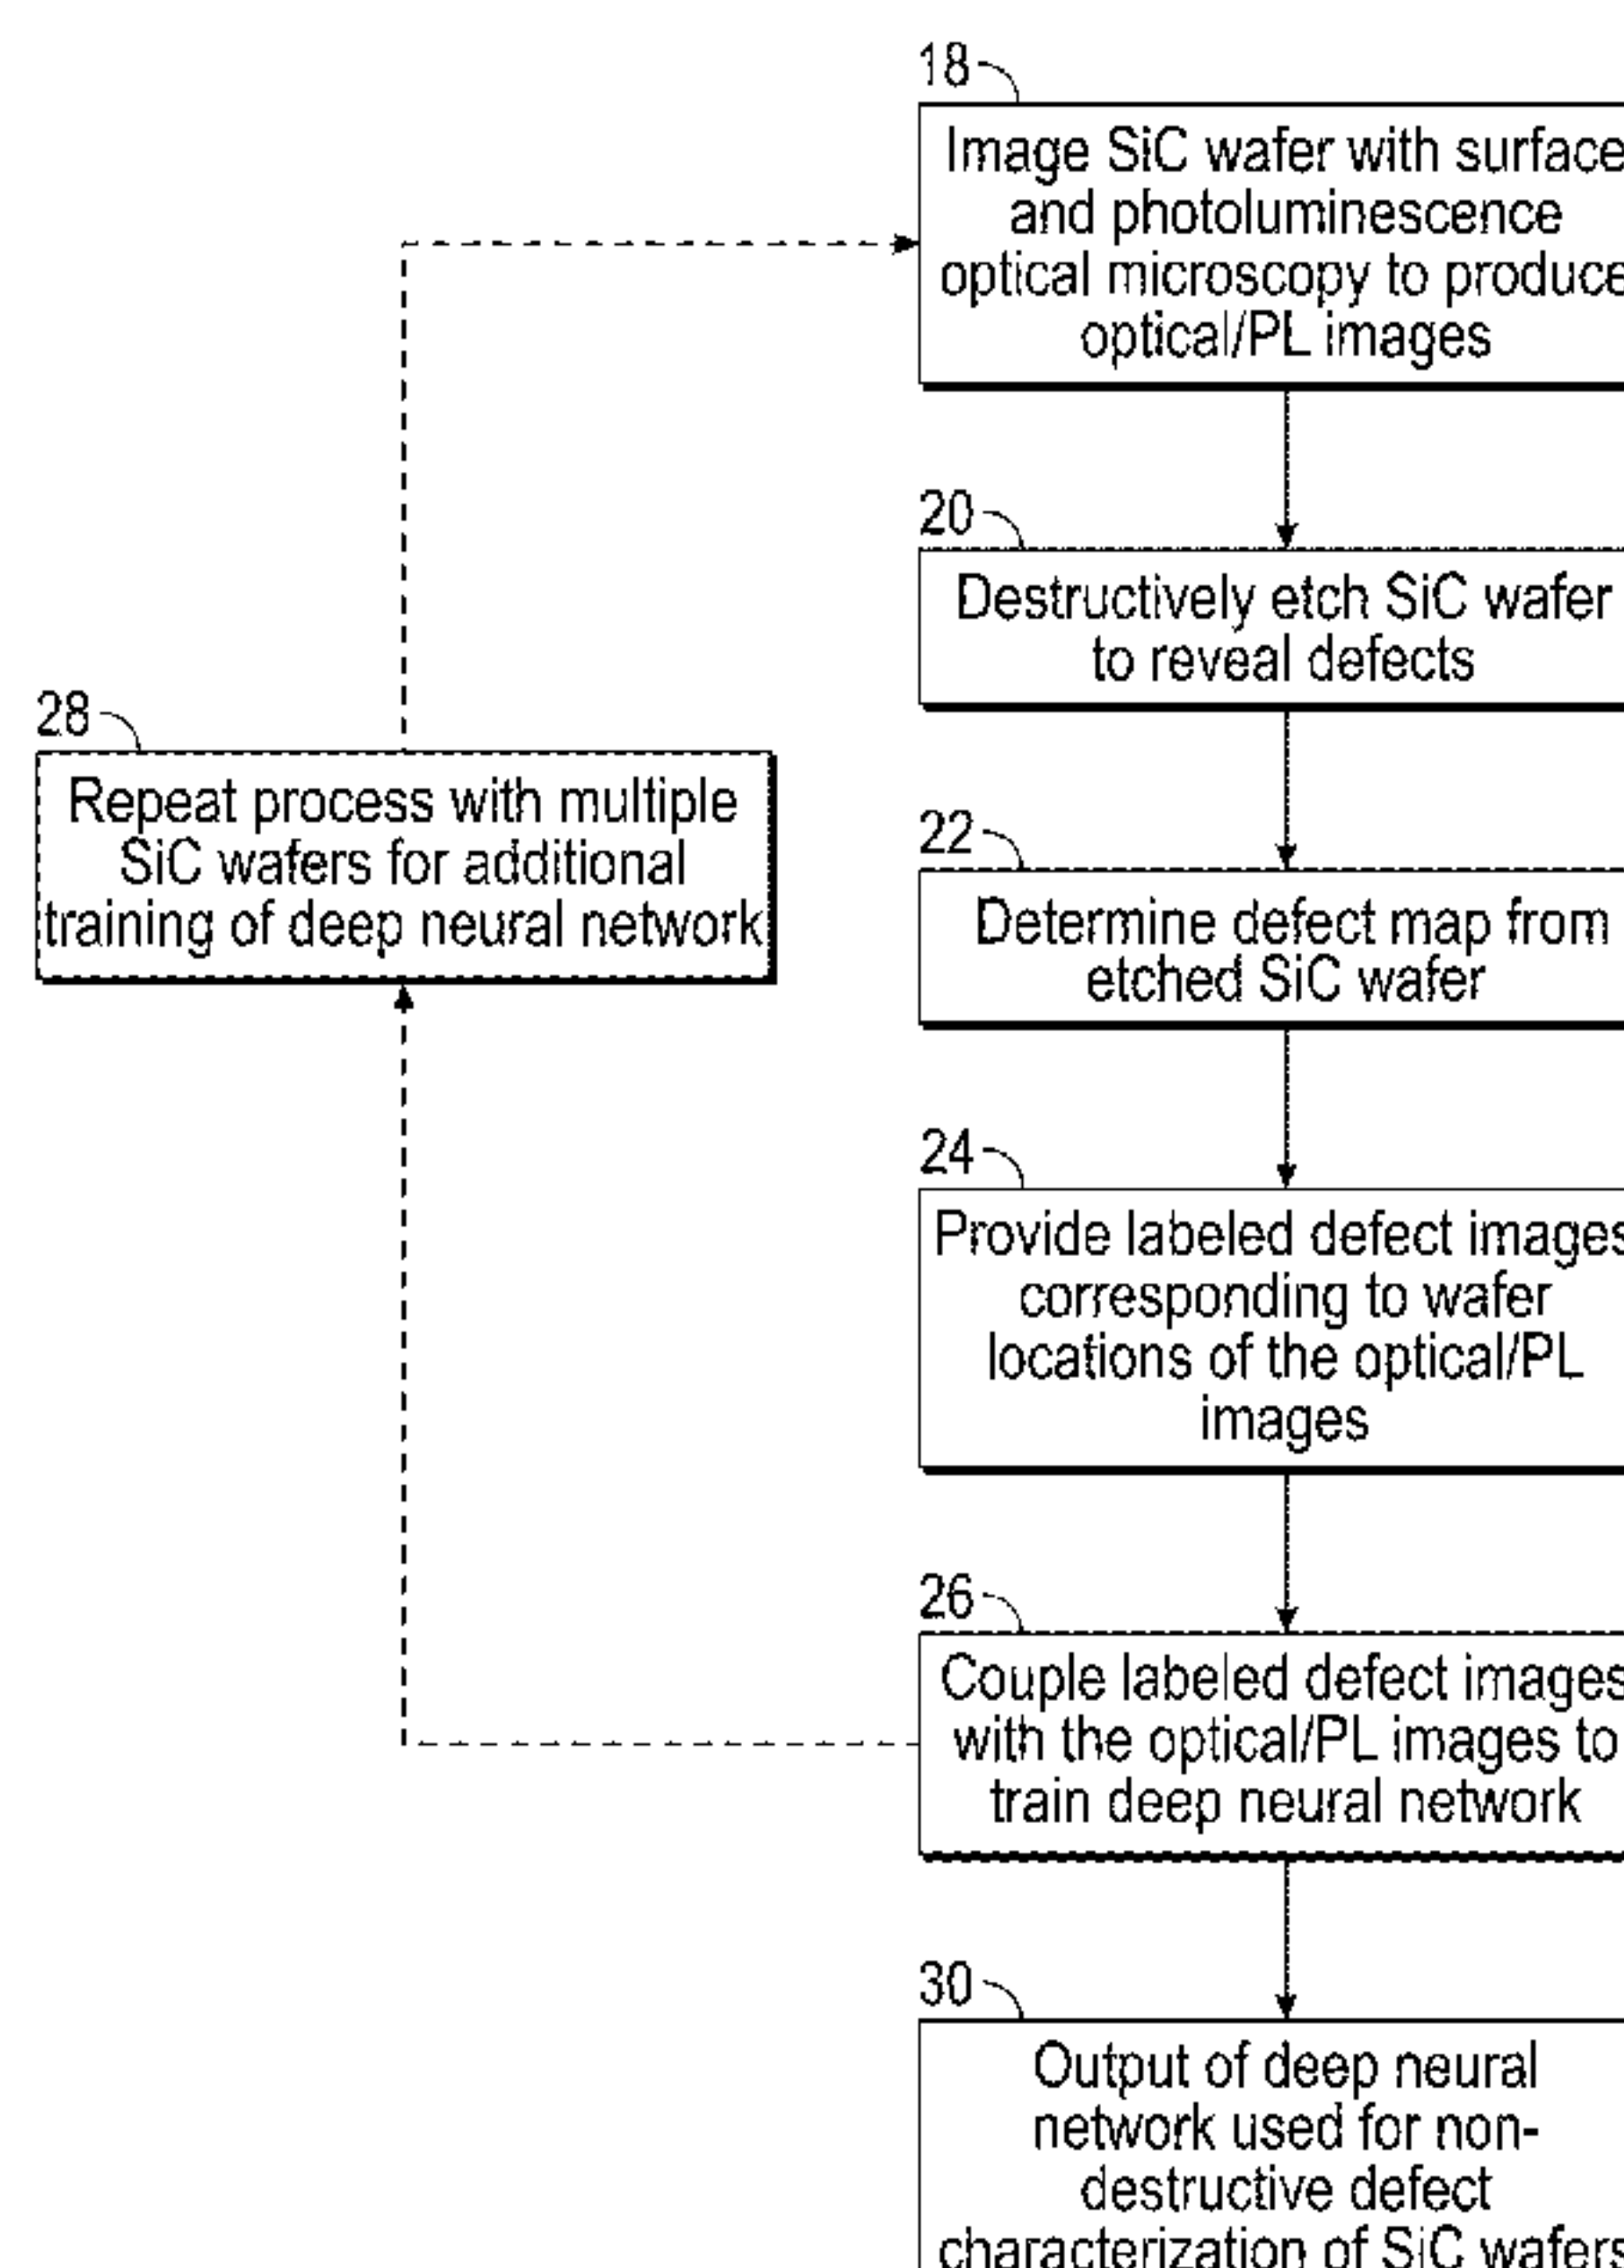 18
Image SiC wafer with surface
and photoluminescence
optical microscopy to produce
optical/PL images
20
Destructively etch SiC wafer
to reveal defects
28
Repeat process with multiple
SiC wafers for additional
training of deep neural network
22
Determine defect map from
etched SiC wafer
24
Provide labeled defect images
corresponding to wafer
locations of the optical/PL
images
26
Couple labeled defect images
with the optical/PL images to
train deep neural network
30
Output of deep neural
network used for non-
destructive defect
characterization of SiC wafers